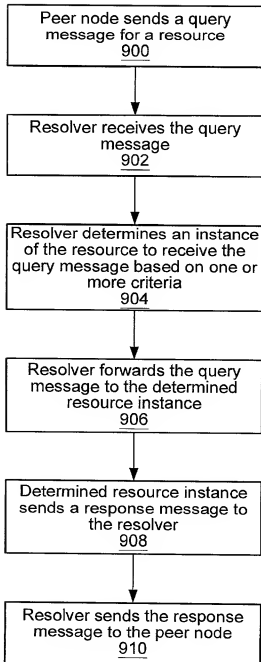 Peer node sends a query
message for a resource
900
Resolver receives the query
message
902
Resolver determines an instance
of the resource to receive the
query message based on one or
more criteria
904
Resolver forwards the query
message to the determined
resource instance
906
Determined resource instance
sends a response message to
the resolver
908
Resolver sends the response
message to the peer node
910